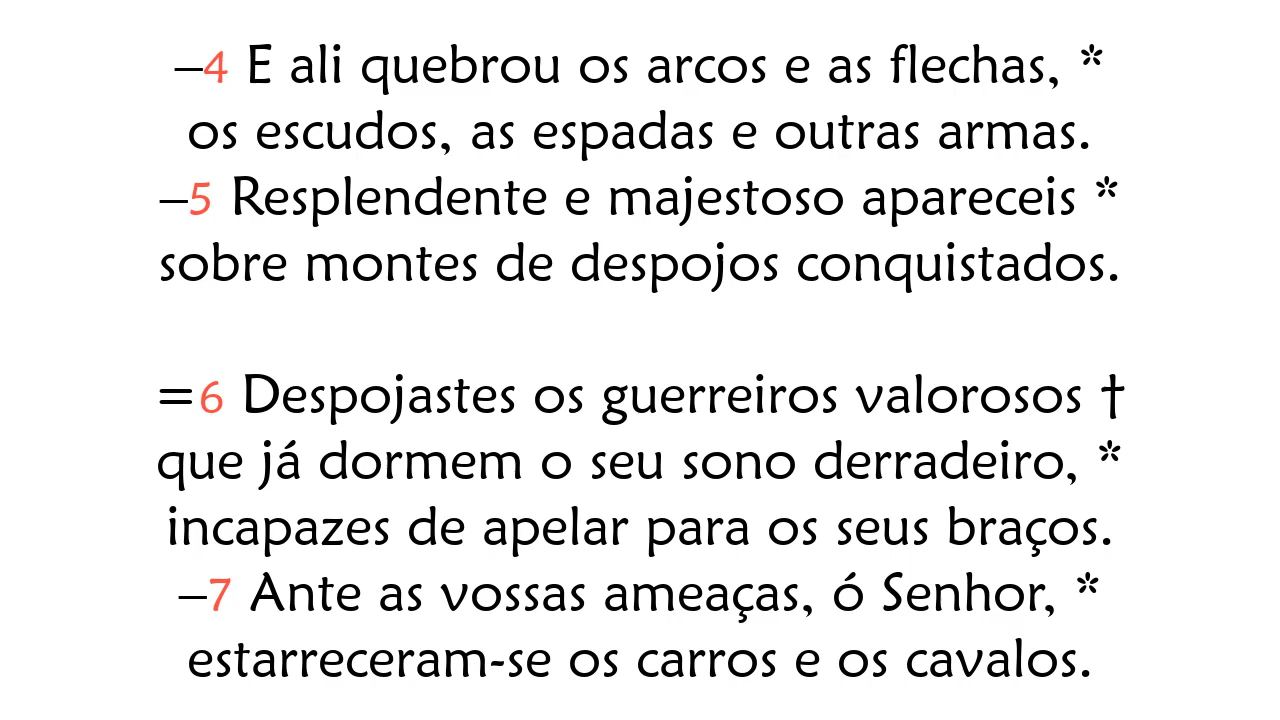 –4 E ali quebrou os arcos e as flechas, *
os escudos, as espadas e outras armas.
–5 Resplendente e majestoso apareceis *
sobre montes de despojos conquistados.
=6 Despojastes os guerreiros valorosos †
que já dormem o seu sono derradeiro, *
incapazes de apelar para os seus braços.
–7 Ante as vossas ameaças, ó Senhor, *
estarreceram-se os carros e os cavalos.